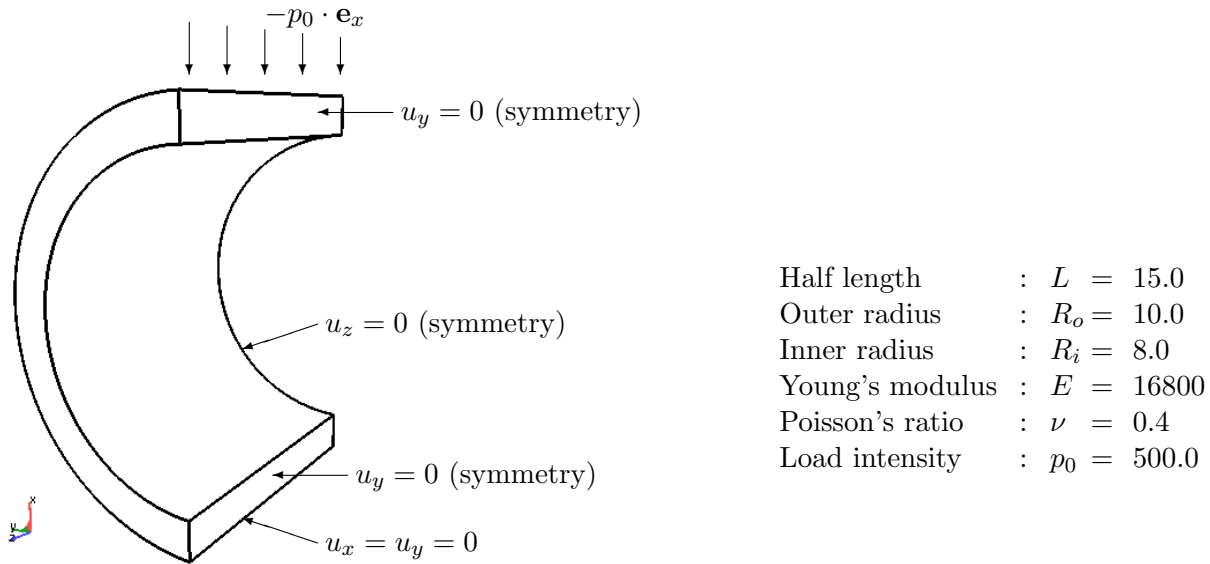 −p₀ · **e**ₓ
u_y = 0 (symmetry)
u_z = 0 (symmetry)
u_y = 0 (symmetry)
u_x = u_y = 0
x
y
z
Half length : L = 15.0
Outer radius : R_o = 10.0
Inner radius : R_i = 8.0
Young's modulus : E = 16800
Poisson's ratio : ν = 0.4
Load intensity : p₀ = 500.0